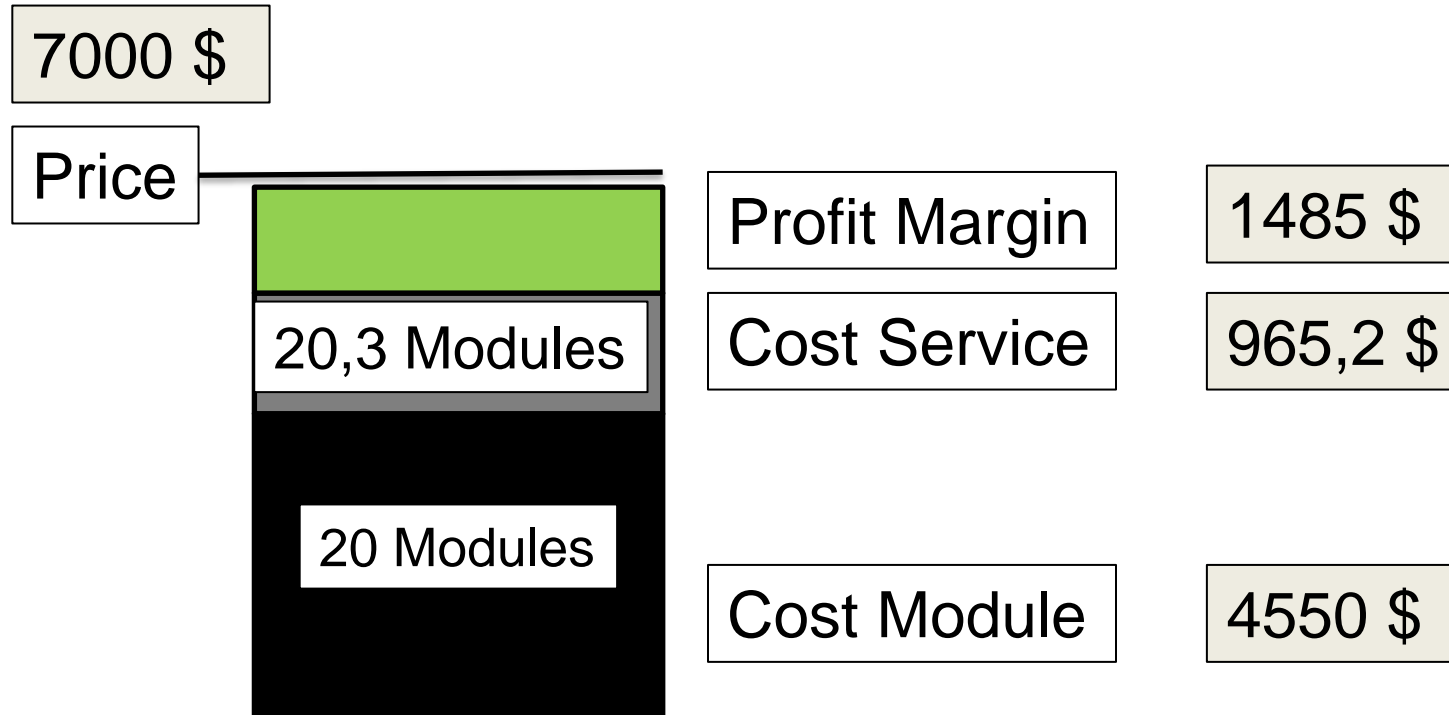 7000 $
Price
Profit Margin
1485 $
20,3 Modules
Cost Service
965,2 $
20 Modules
Cost Module
4550 $